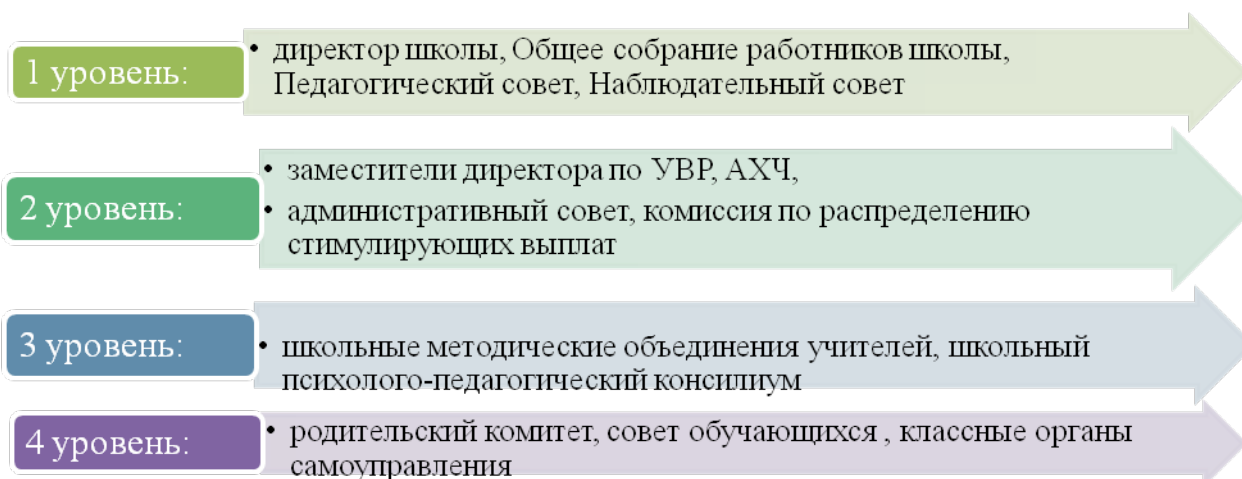 1 уровень:
• директор школы, Общее собрание работников школы,
Педагогический совет, Наблюдательный совет
2 уровень:
• заместители директора по УВР, АХЧ,
• административный совет, комиссия по распределению
стимулирующих выплат
3 уровень:
• школьные методические объединения учителей, школьный
психолого-педагогический консилиум
4 уровень:
• родительский комитет, совет обучающихся , классные органы
самоуправления